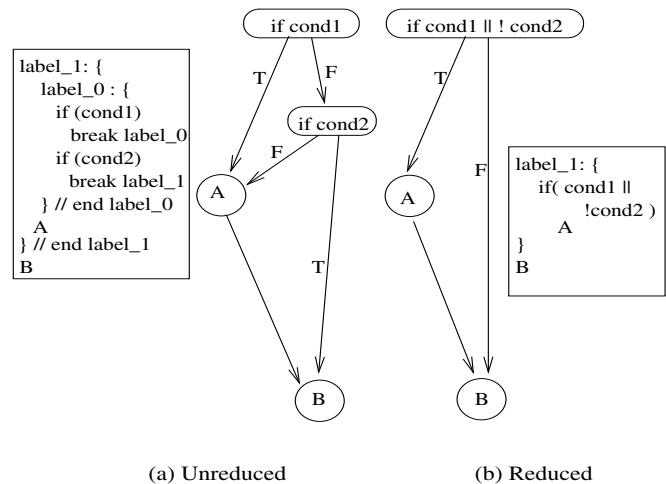 label_1: {
label_0 : {
if (cond1)
break label_0
if (cond2)
break label_1
} // end label_0
A
} // end label_1
B
if cond1
T
F
if cond2
F
A
T
B
(a) Unreduced
if cond1 || ! cond2
T
F
A
B
label_1: {
if( cond1 ||
!cond2 )
A
}
B
(b) Reduced